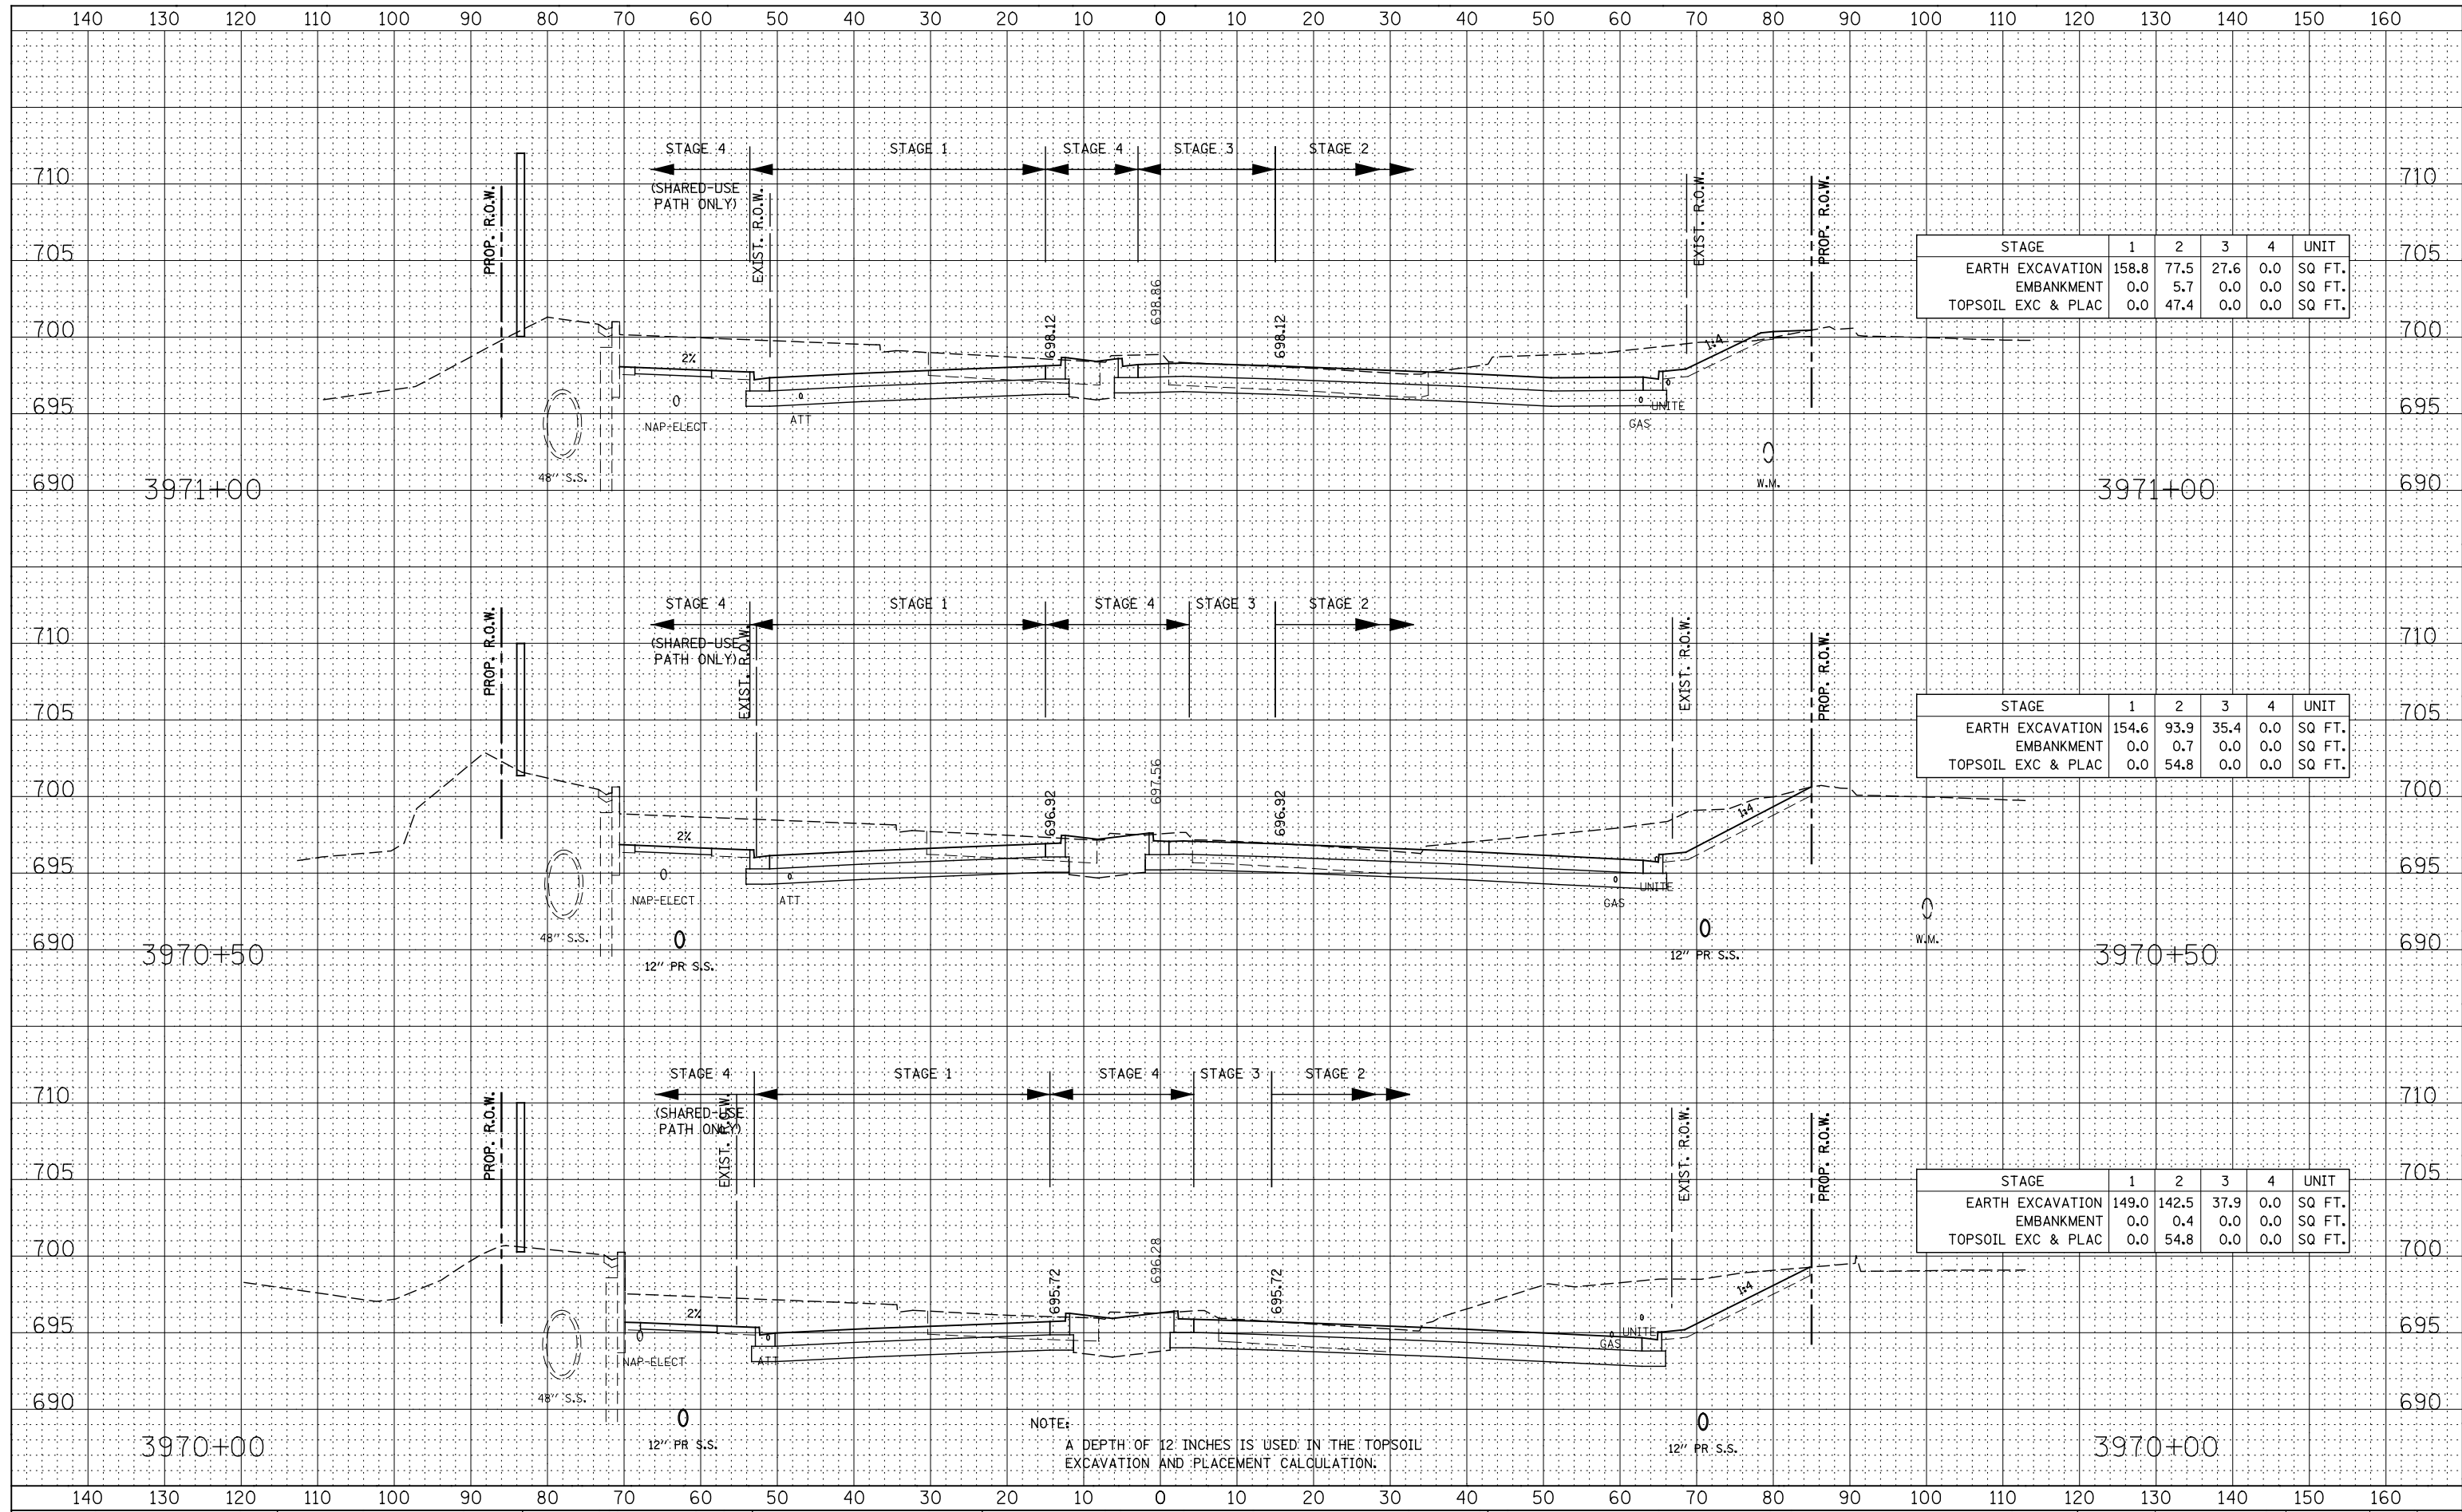 140 130 120 110 100 90 80 70 60 50 40 30 20 10 0 10 20 30 40 50 60 70 80 90 100 110 120 130 140 150 160
STAGE 4 STAGE 1 STAGE 4 STAGE 3 STAGE 2
710 710
(SHARED-USE
PATH ONLY)
PROP. R.O.W.
EXIST. R.O.W.
EXIST. R.O.W.
PROP. R.O.W.
705 705
STAGE 1 2 3 4 UNIT
EARTH EXCAVATION 158.8 77.5 27.6 0.0 SQ FT.
EMBANKMENT 0.0 5.7 0.0 0.0 SQ FT.
TOPSOIL EXC & PLAC 0.0 47.4 0.0 0.0 SQ FT.
698.12
698.86
698.12
700 700
2%
1:4
695 695
NAP-ELECT
ATT
GAS
UNITE
48" S.S.
W.M.
690 690
3971+00 3971+00
STAGE 4 STAGE 1 STAGE 4 STAGE 3 STAGE 2
710 710
(SHARED-USE
PATH ONLY)
PROP. R.O.W.
EXIST. R.O.W.
EXIST. R.O.W.
PROP. R.O.W.
705 705
STAGE 1 2 3 4 UNIT
EARTH EXCAVATION 154.6 93.9 35.4 0.0 SQ FT.
EMBANKMENT 0.0 0.7 0.0 0.0 SQ FT.
TOPSOIL EXC & PLAC 0.0 54.8 0.0 0.0 SQ FT.
696.92
697.56
696.92
700 700
2%
1:4
695 695
NAP-ELECT
ATT
GAS
UNITE
48" S.S.
12" PR S.S.
12" PR S.S.
W.M.
690 690
3970+50 3970+50
STAGE 4 STAGE 1 STAGE 4 STAGE 3 STAGE 2
710 710
(SHARED-USE
PATH ONLY)
PROP. R.O.W.
EXIST. R.O.W.
EXIST. R.O.W.
PROP. R.O.W.
705 705
STAGE 1 2 3 4 UNIT
EARTH EXCAVATION 149.0 142.5 37.9 0.0 SQ FT.
EMBANKMENT 0.0 0.4 0.0 0.0 SQ FT.
TOPSOIL EXC & PLAC 0.0 54.8 0.0 0.0 SQ FT.
695.72
696.28
695.72
700 700
2%
1:4
695 695
NAP-ELECT
ATT
GAS
UNITE
48" S.S.
12" PR S.S.
12" PR S.S.
690 690
3970+00 3970+00
NOTE:
A DEPTH OF 12 INCHES IS USED IN THE TOPSOIL
EXCAVATION AND PLACEMENT CALCULATION.
140 130 120 110 100 90 80 70 60 50 40 30 20 10 0 10 20 30 40 50 60 70 80 90 100 110 120 130 140 150 160